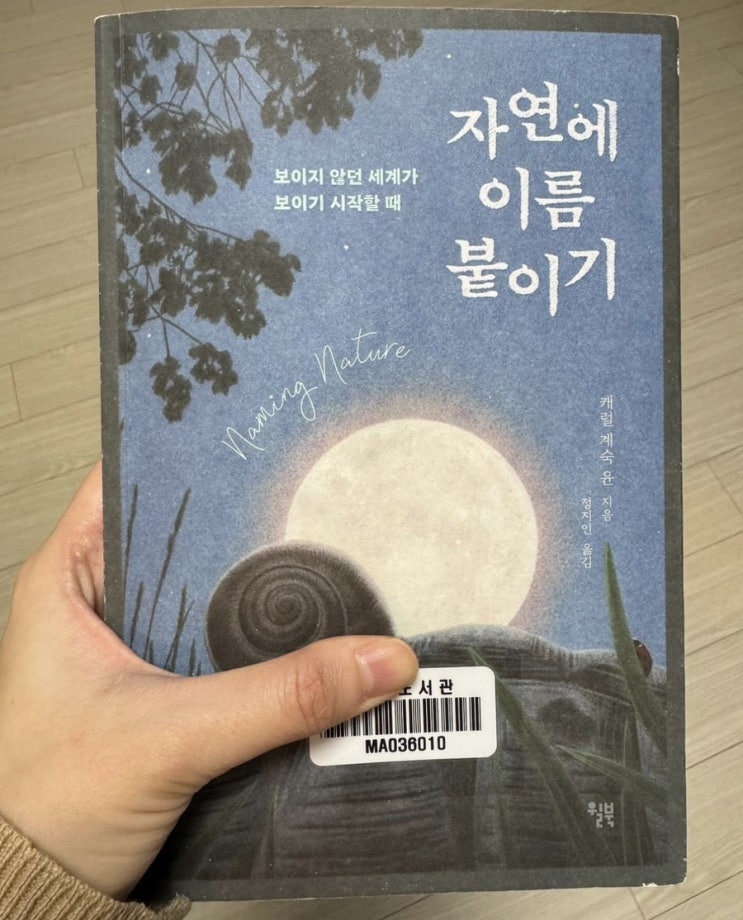 자연에
이름
붙이기
보이지 않던 세계가
보이기 시작할 때
Naming Nature
캐럴 계숙 윤 지음
정지인 옮김
서관
MA036010
윌북